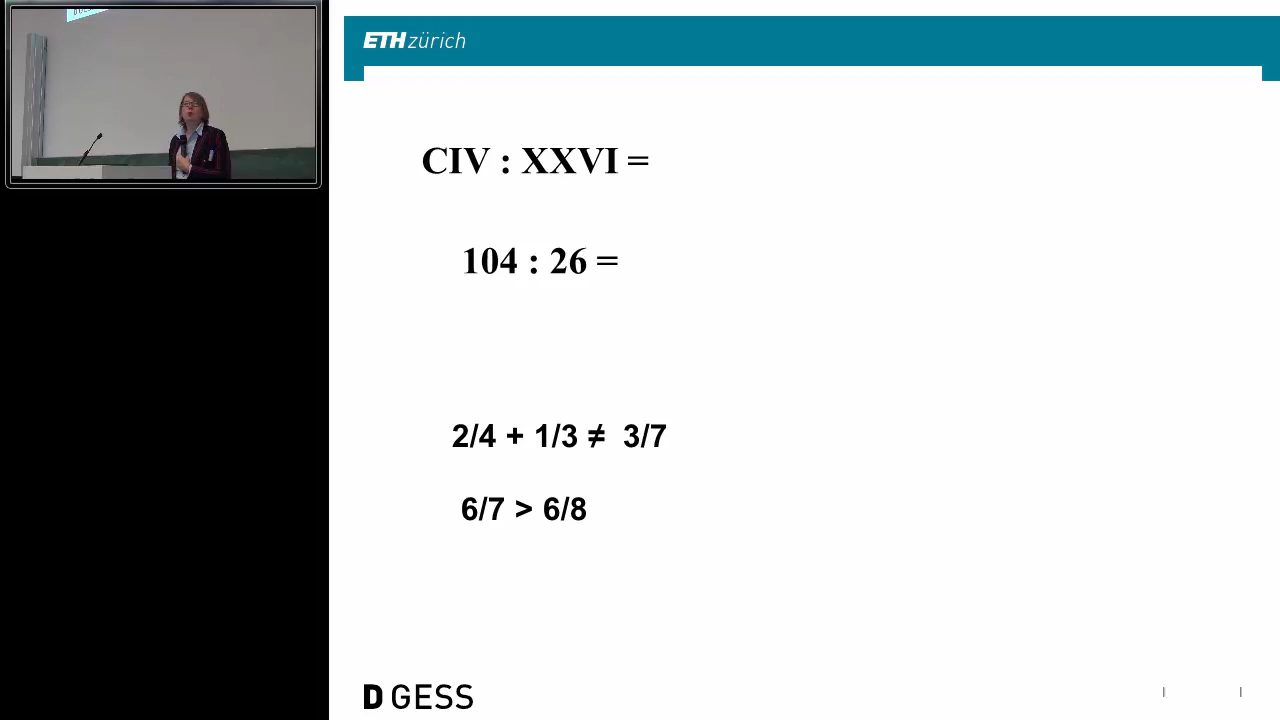 ETH zürich
CIV : XXVI =
104 : 26 =
2/4 + 1/3 ≠ 3/7
6/7 > 6/8
D GESS